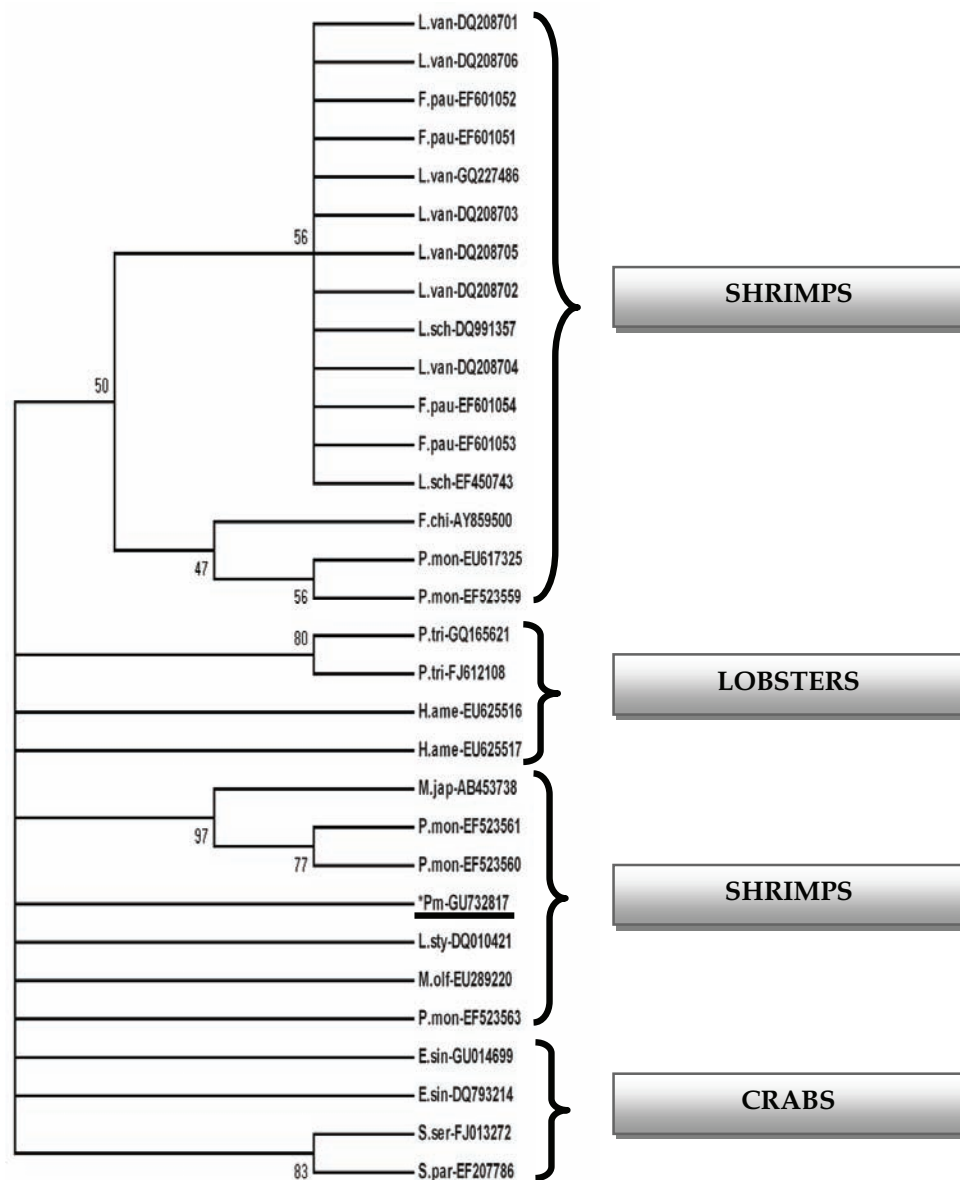 L.van-DQ208701
L.van-DQ208706
F.pau-EF601052
F.pau-EF601051
L.van-GQ227486
L.van-DQ208703
56
L.van-DQ208705
L.van-DQ208702
SHRIMPS
L.sch-DQ991357
L.van-DQ208704
50
F.pau-EF601054
F.pau-EF601053
L.sch-EF450743
F.chi-AY859500
P.mon-EU617325
47
56
P.mon-EF523559
80
P.tri-GQ165621
P.tri-FJ612108
LOBSTERS
H.ame-EU625516
H.ame-EU625517
M.jap-AB453738
P.mon-EF523561
97
77
P.mon-EF523560
SHRIMPS
*Pm-GU732817
L.sty-DQ010421
M.olf-EU289220
P.mon-EF523563
E.sin-GU014699
E.sin-DQ793214
CRABS
S.ser-FJ013272
83
S.par-EF207786